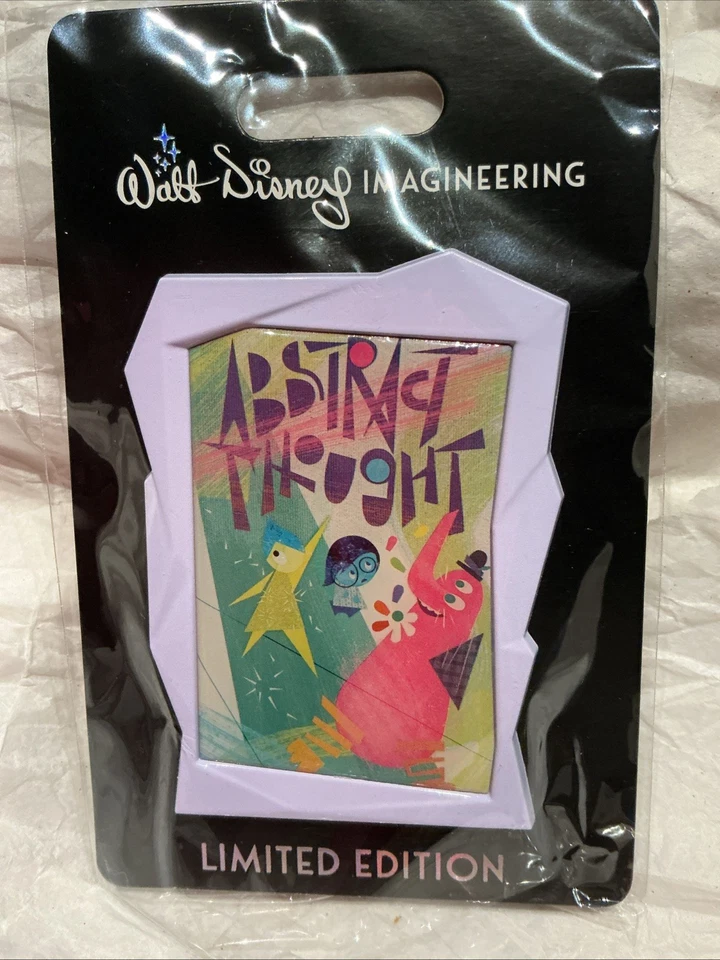 Walt Disney IMAGINEERING
ABSTRACT
THOUGHT
LIMITED EDITION